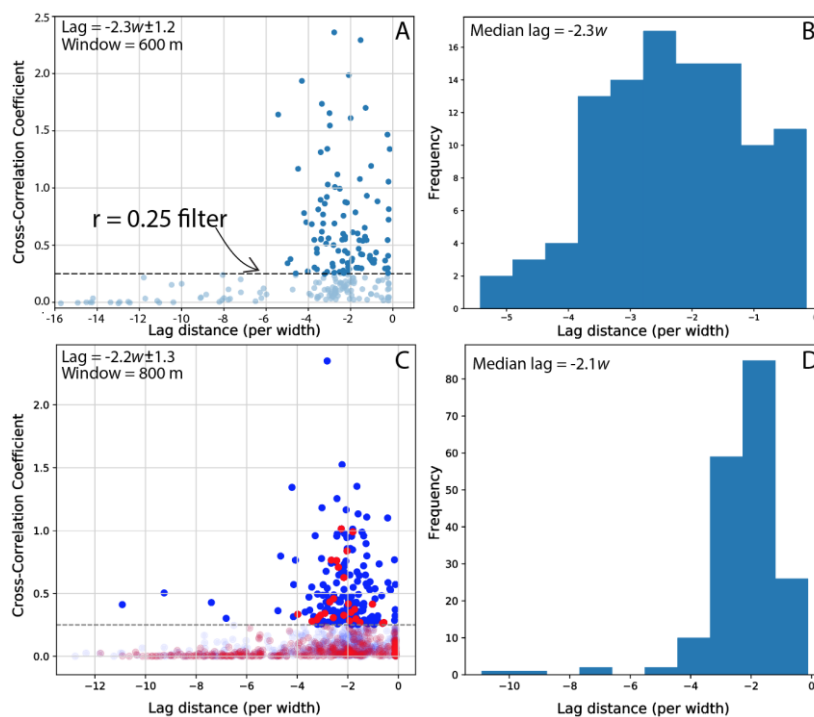 Lag = -2.3w±1.2
Window = 600 m
A
2.5
2.0
1.5
1.0
0.5
0.0
Cross-Correlation Coefficient
r = 0.25 filter
-16 -14 -12 -10 -8 -6 -4 -2 0
Lag distance (per width)
Median lag = -2.3w
B
16
14
12
10
8
6
4
2
0
Frequency
-5 -4 -3 -2 -1 0
Lag distance (per width)
Lag = -2.2w±1.3
Window = 800 m
C
2.0
1.5
1.0
0.5
0.0
Cross-Correlation Coefficient
-12 -10 -8 -6 -4 -2 0
Lag distance (per width)
Median lag = -2.1w
D
80
70
60
50
40
30
20
10
0
Frequency
-10 -8 -6 -4 -2 0
Lag distance (per width)